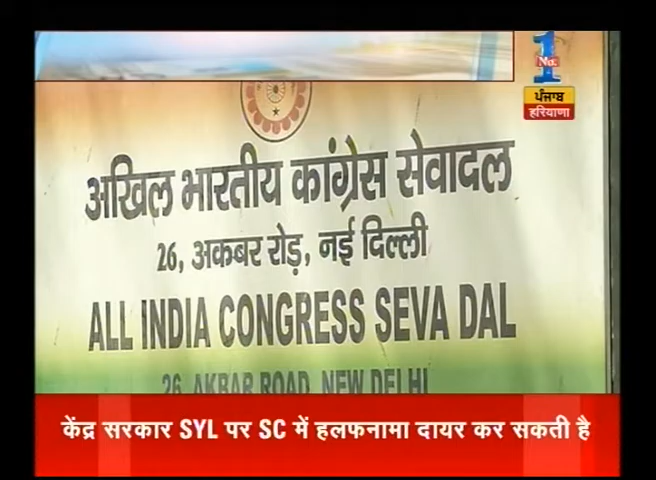 No.
1
ਪੰਜਾਬ
हरियाणा
अखिल भारतीय कांग्रेस सेवादल
26, अकबर रोड़, नई दिल्ली
ALL INDIA CONGRESS SEVA DAL
26, AKBAR ROAD, NEW DELHI
केंद्र सरकार SYL पर SC में हलफनामा दायर कर सकती है